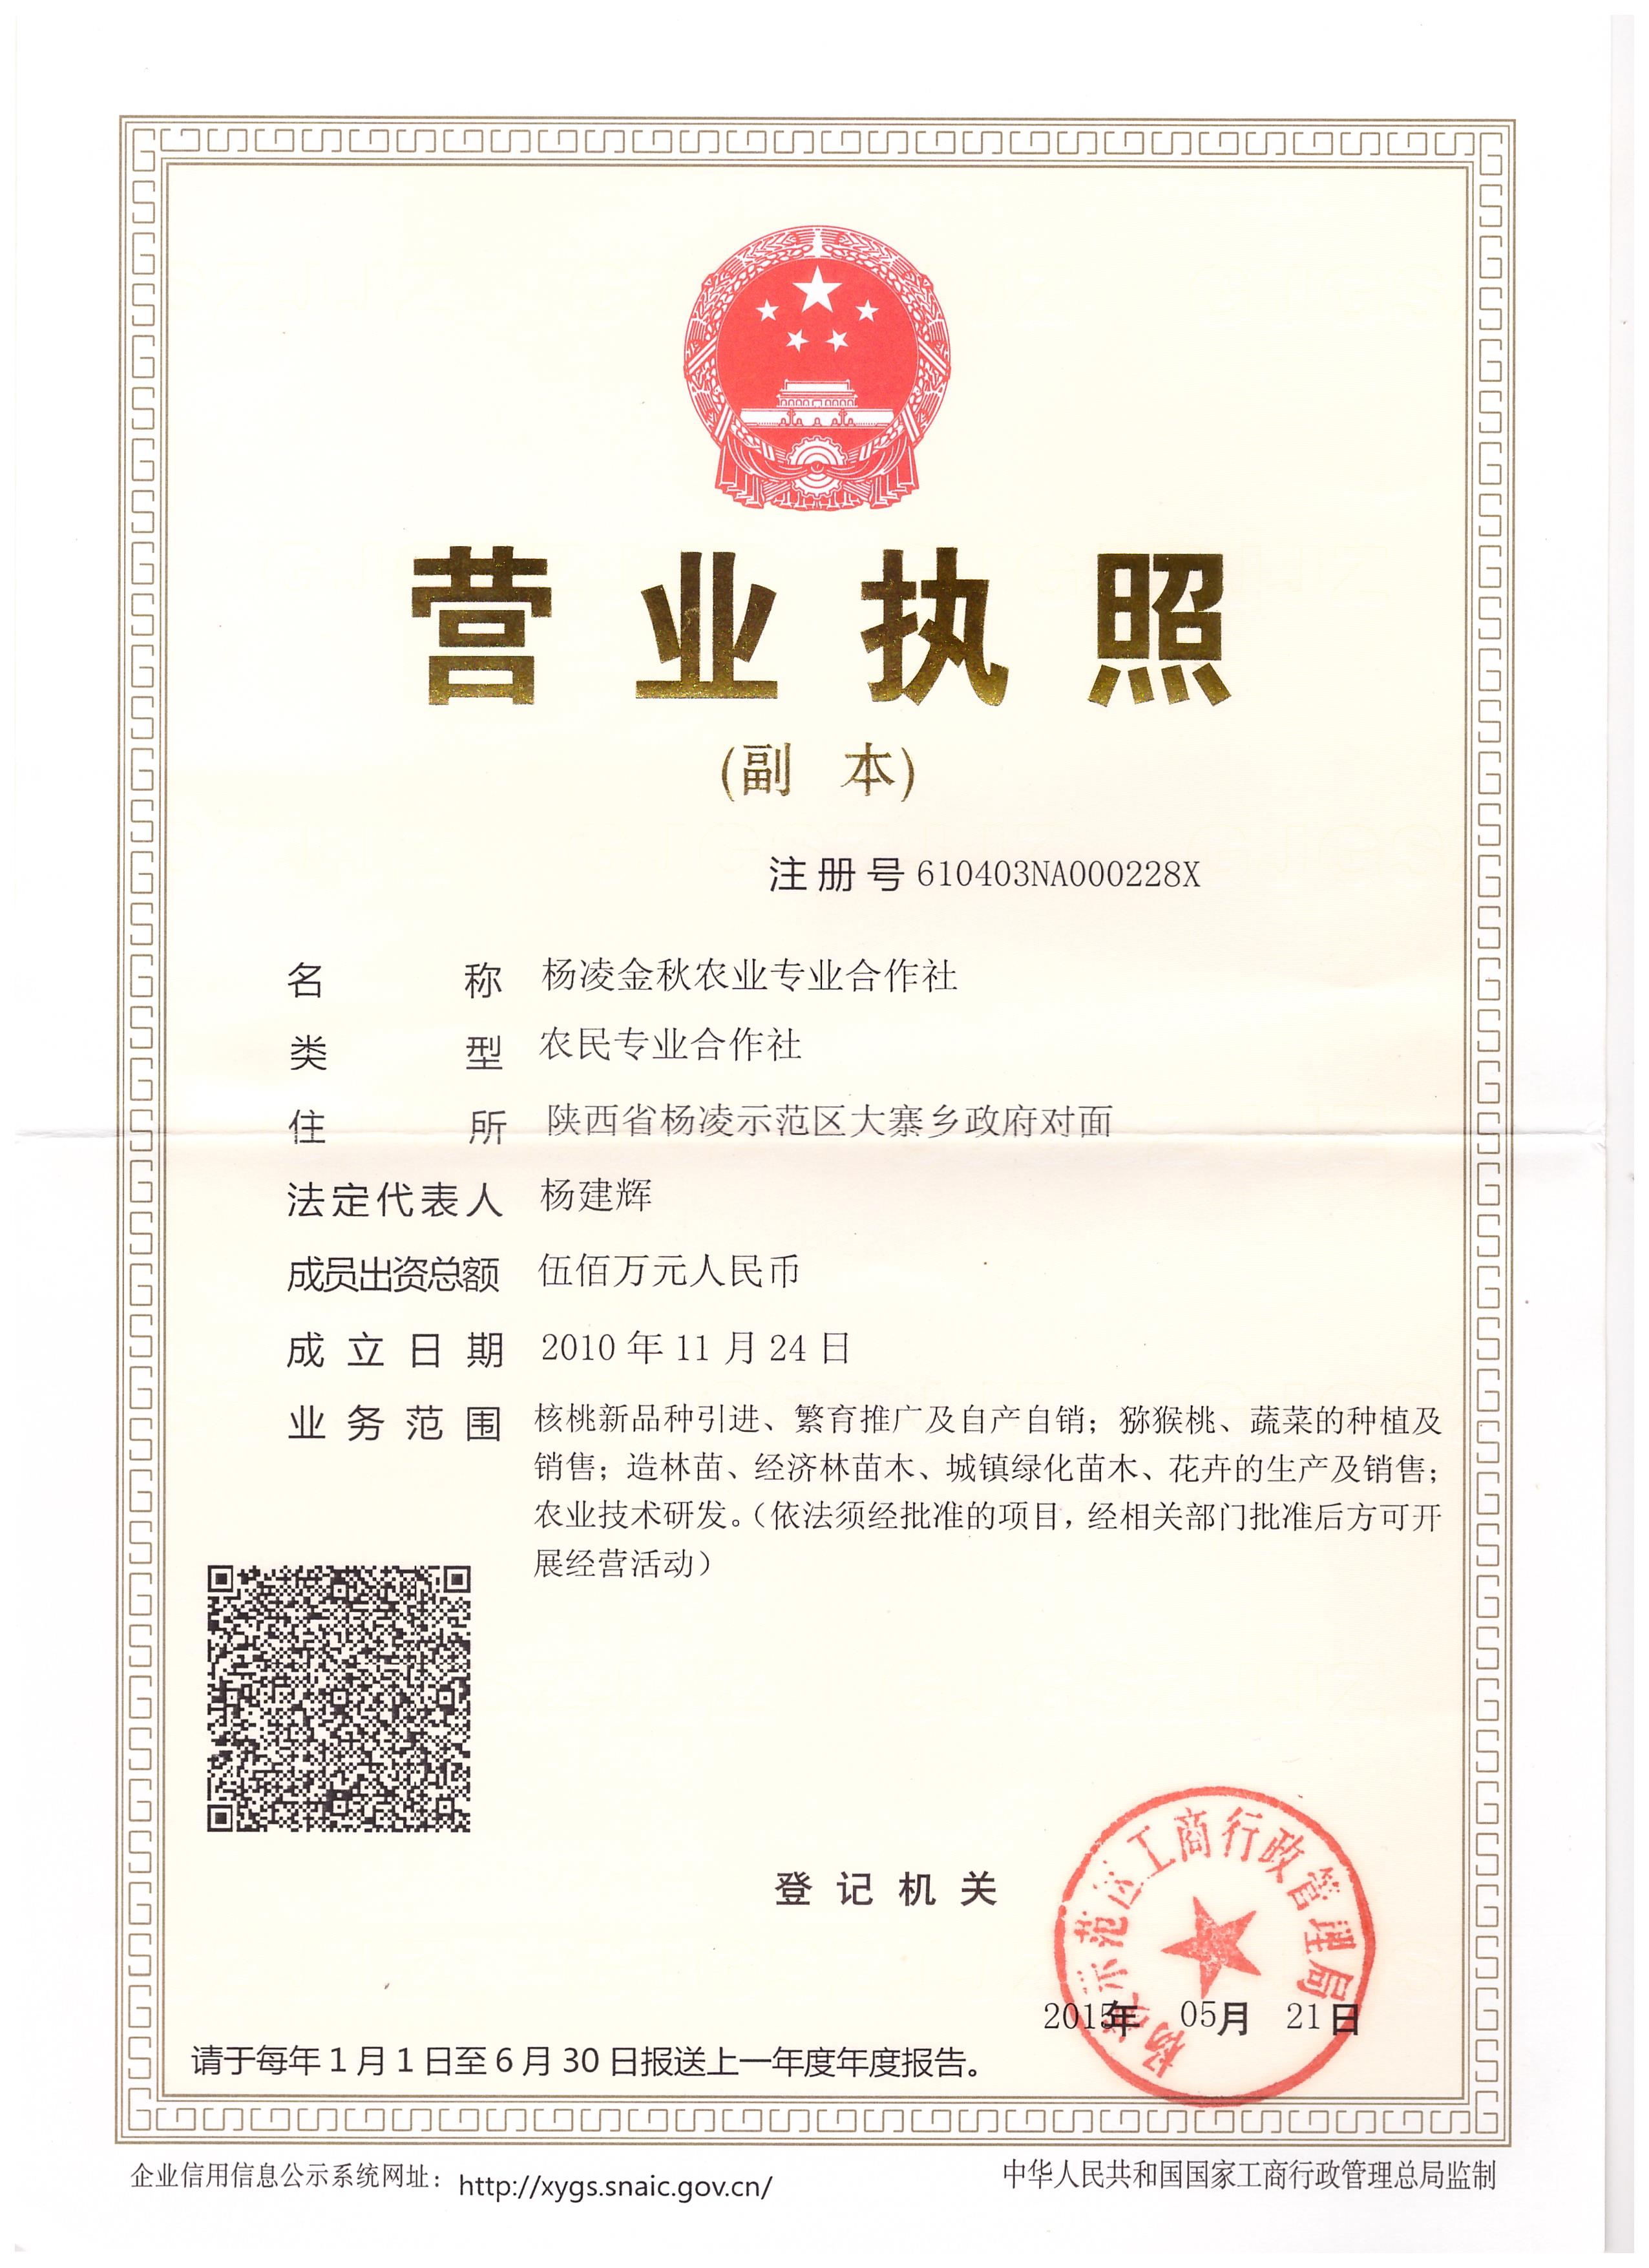 营业执照
(副 本)
注册号 610403NA000228X
名 称 杨凌金秋农业专业合作社
类 型 农民专业合作社
住 所 陕西省杨凌示范区大寨乡政府对面
法定代表人 杨建辉
成员出资总额 伍佰万元人民币
成立日期 2010 年 11 月 24 日
业务范围 核桃新品种引进、繁育推广及自产自销；猕猴桃、蔬菜的种植及
销售；造林苗、经济林苗木、城镇绿化苗木、花卉的生产及销售；
农业技术研发。（依法须经批准的项目，经相关部门批准后方可开
展经营活动）
登记机关
杨凌示范区工商行政管理局
2015年 05月 21日
请于每年1月1日至6月30日报送上一年度年度报告。
企业信用信息公示系统网址： http://xygs.snaic.gov.cn/
中华人民共和国国家工商行政管理总局监制